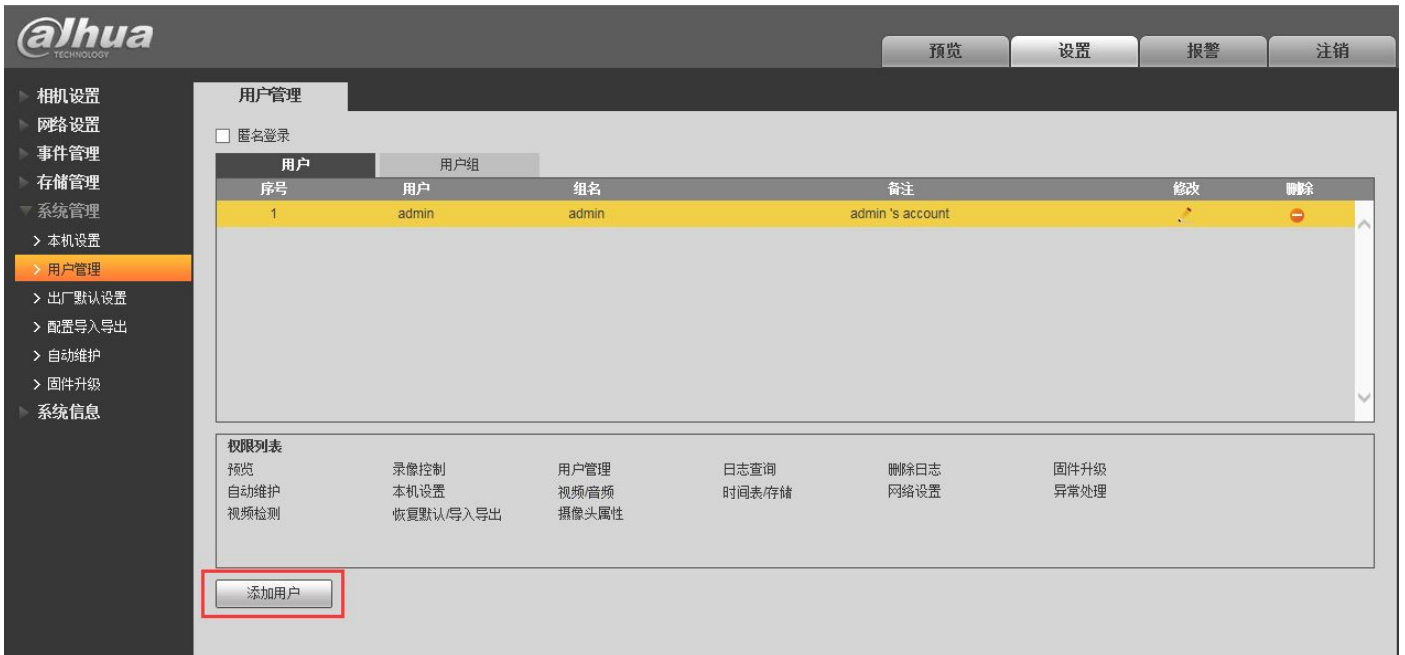 alhua
TECHNOLOGY
预览 设置 报警 注销
相机设置
网络设置
事件管理
存储管理
系统管理
本机设置
用户管理
出厂默认设置
配置导入导出
自动维护
固件升级
系统信息
用户管理
匿名登录
用户 用户组
序号 用户 组名 备注 修改 删除
1 admin admin admin 's account
权限列表
预览 录像控制 用户管理 日志查询 删除日志 固件升级
自动维护 本机设置 视频/音频 时间表/存储 网络设置 异常处理
视频检测 恢复默认/导入导出 摄像头属性
添加用户